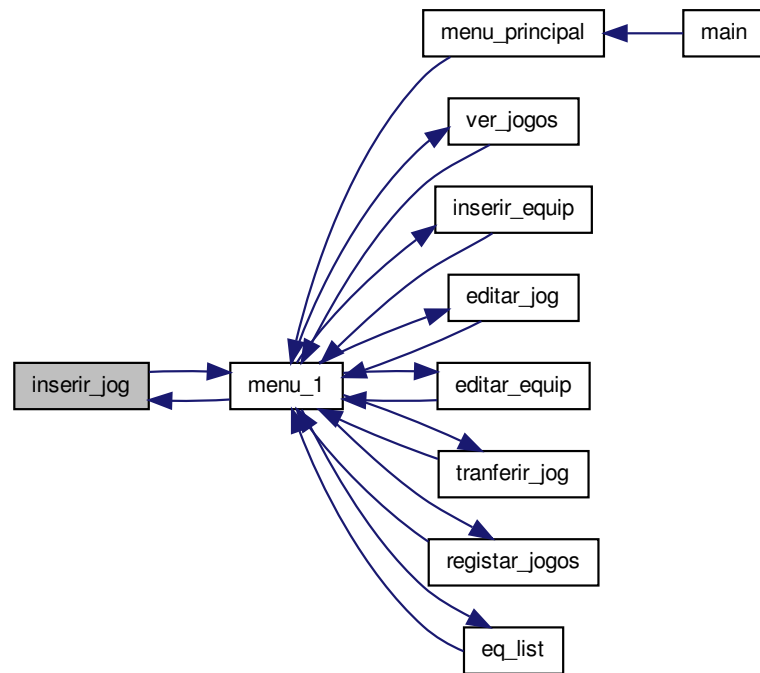 menu_principal
main
ver_jogos
inserir_equip
editar_jog
inserir_jog
menu_1
editar_equip
tranferir_jog
registar_jogos
eq_list